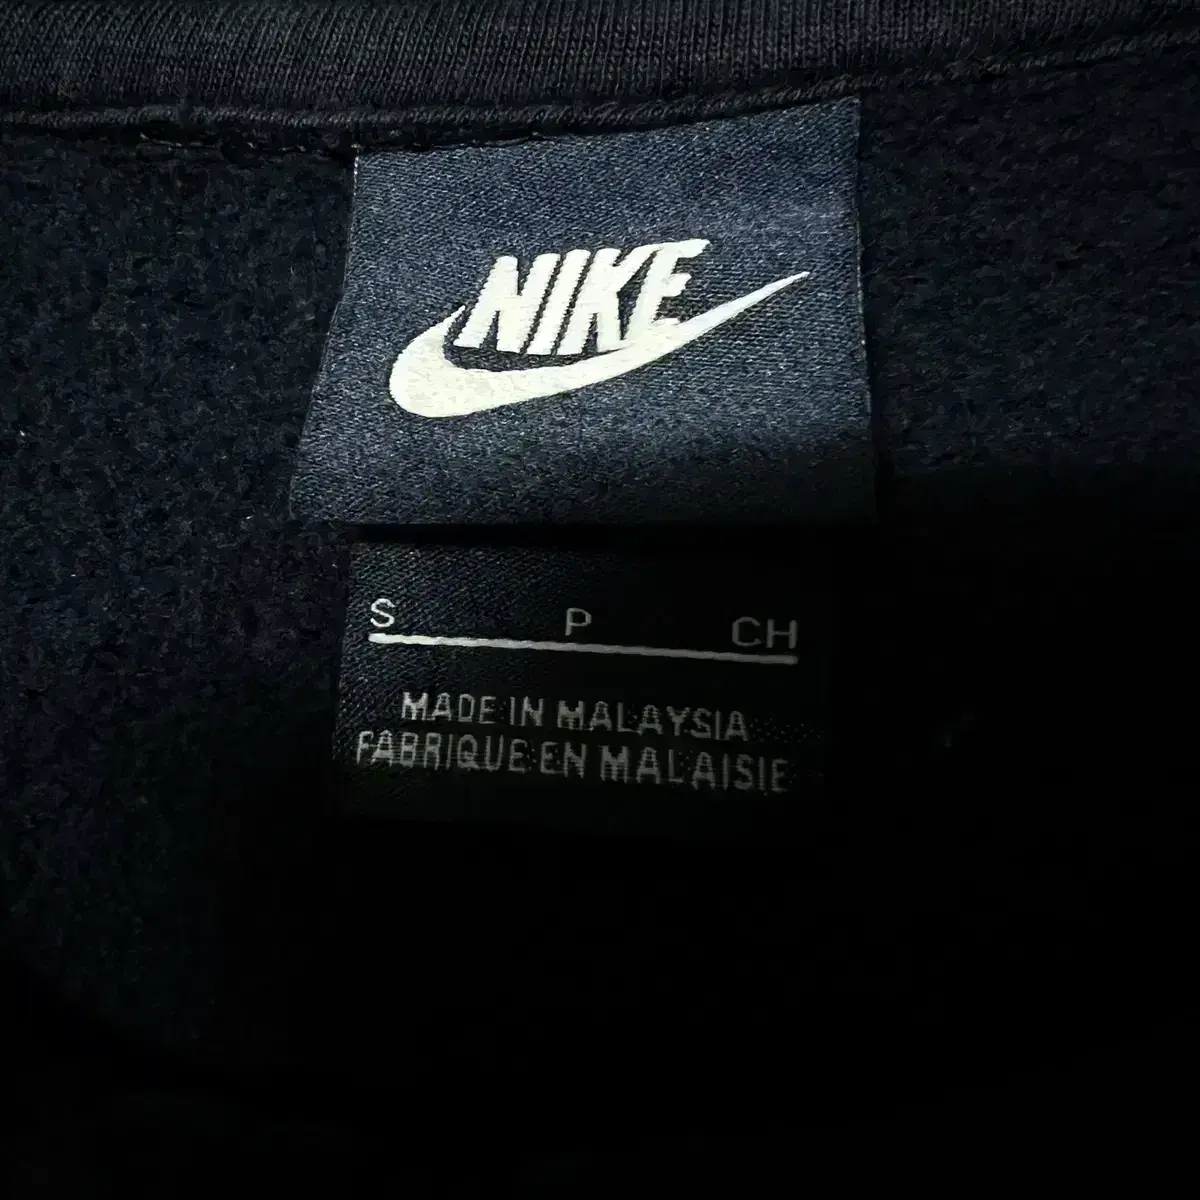 NIKE
S P CH
MADE IN MALAYSIA
FABRIQUE EN MALAISIE